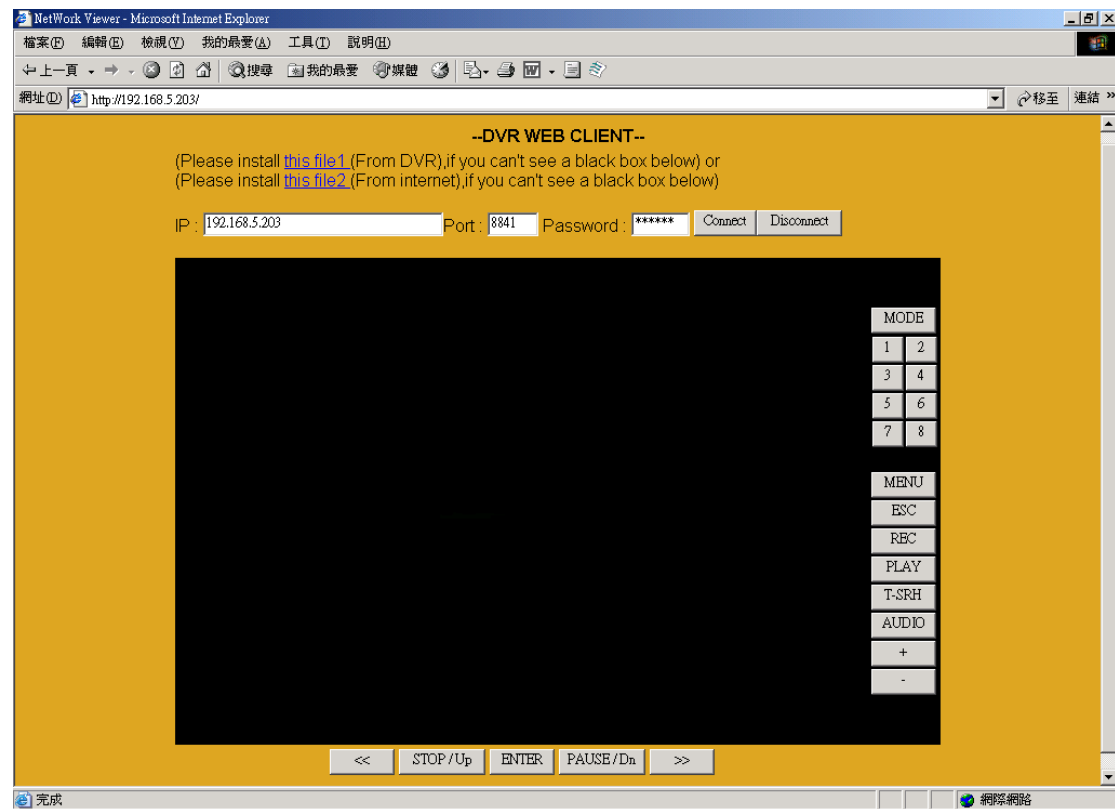 NetWork Viewer - Microsoft Internet Explorer
檔案(F) 編輯(E) 檢視(V) 我的最愛(A) 工具(T) 說明(H)
上一頁 搜尋 我的最愛 媒體
網址(D) http://192.168.5.203/ 移至 連結 »
--DVR WEB CLIENT--
(Please install this file1 (From DVR),if you can't see a black box below) or
(Please install this file2 (From internet),if you can't see a black box below)
IP : 192.168.5.203 Port : 8841 Password : ****** Connect Disconnect
MODE
1 2
3 4
5 6
7 8
MENU
ESC
REC
PLAY
T-SRH
AUDIO
+
-
<< STOP/Up ENTER PAUSE/Dn >>
完成 網際網路